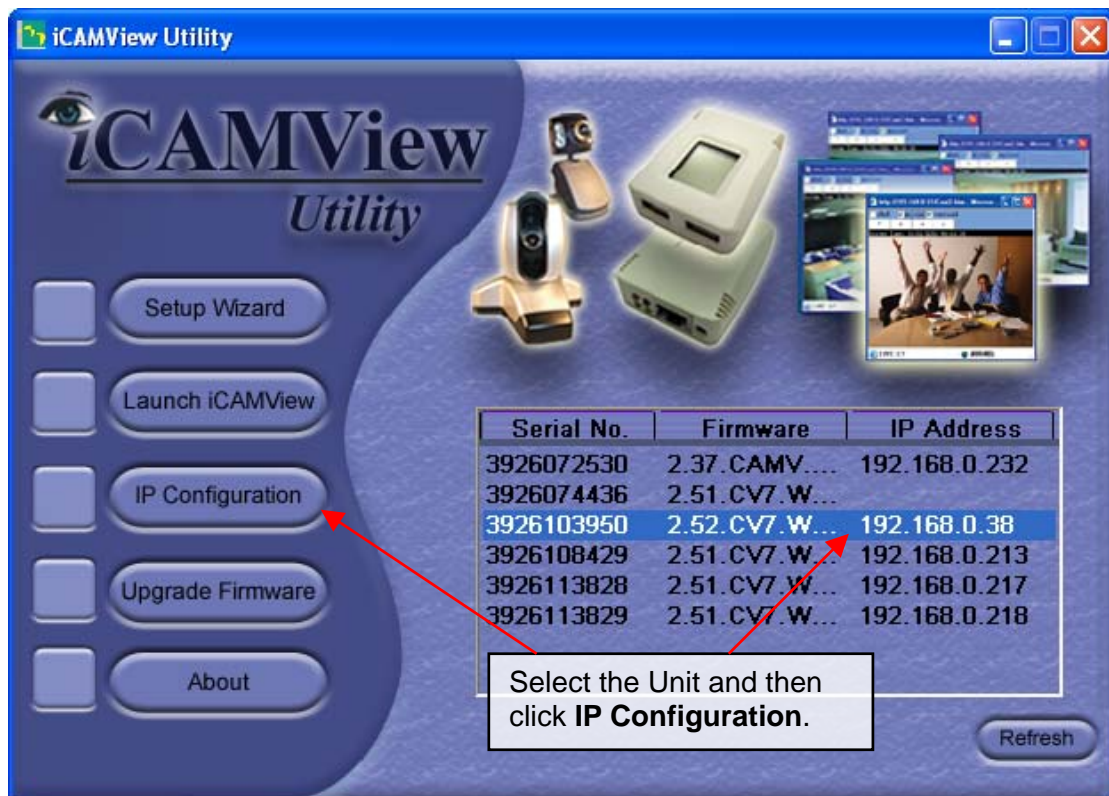 iCAMView Utility
iCAMView
Utility
Setup Wizard
Launch iCAMView
IP Configuration
Upgrade Firmware
About
Serial No. Firmware IP Address
3926072530 2.37.CAMV.... 192.168.0.232
3926074436 2.51.CV7.W...
3926103950 2.52.CV7.W... 192.168.0.38
3926108429 2.51.CV7.W... 192.168.0.213
3926113828 2.51.CV7.W... 192.168.0.217
3926113829 2.51.CV7.W... 192.168.0.218
Select the Unit and then
click IP Configuration.
Refresh